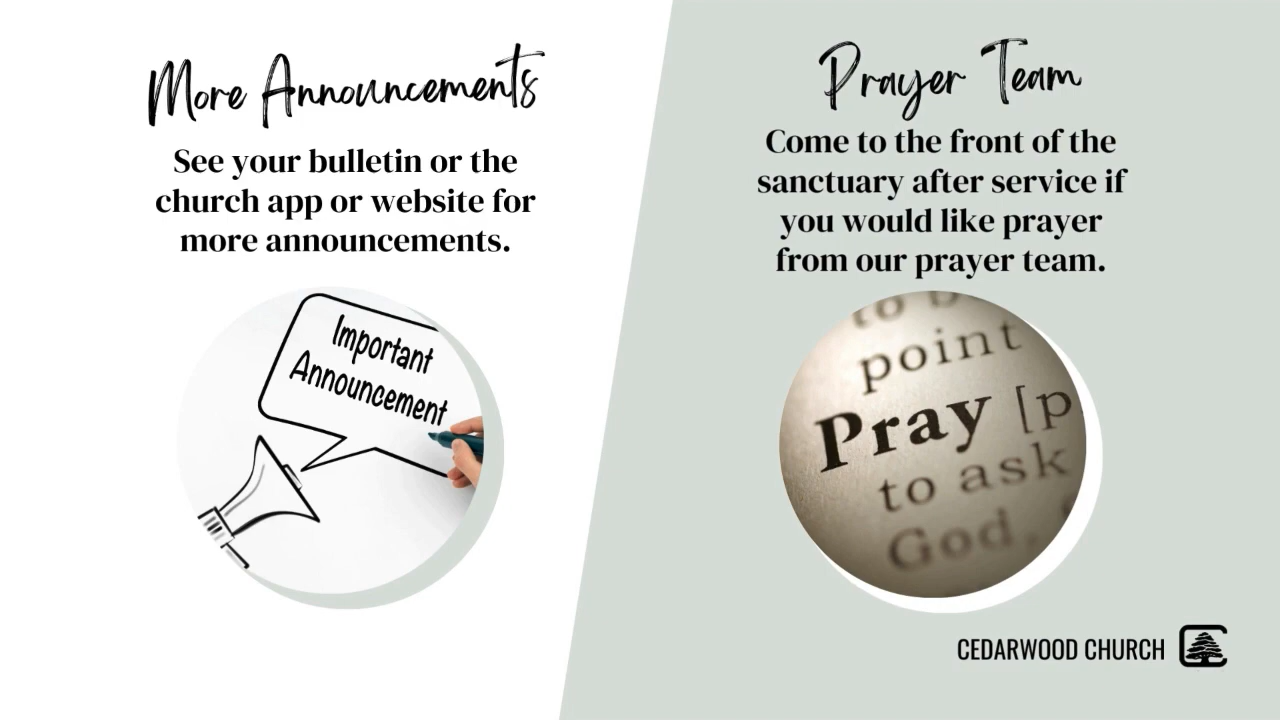 More Announcements
See your bulletin or the
church app or website for
more announcements.
Important
Announcement
Prayer Team
Come to the front of the
sanctuary after service if
you would like prayer
from our prayer team.
to b
point
Pray [p
to ask
God,
CEDARWOOD CHURCH